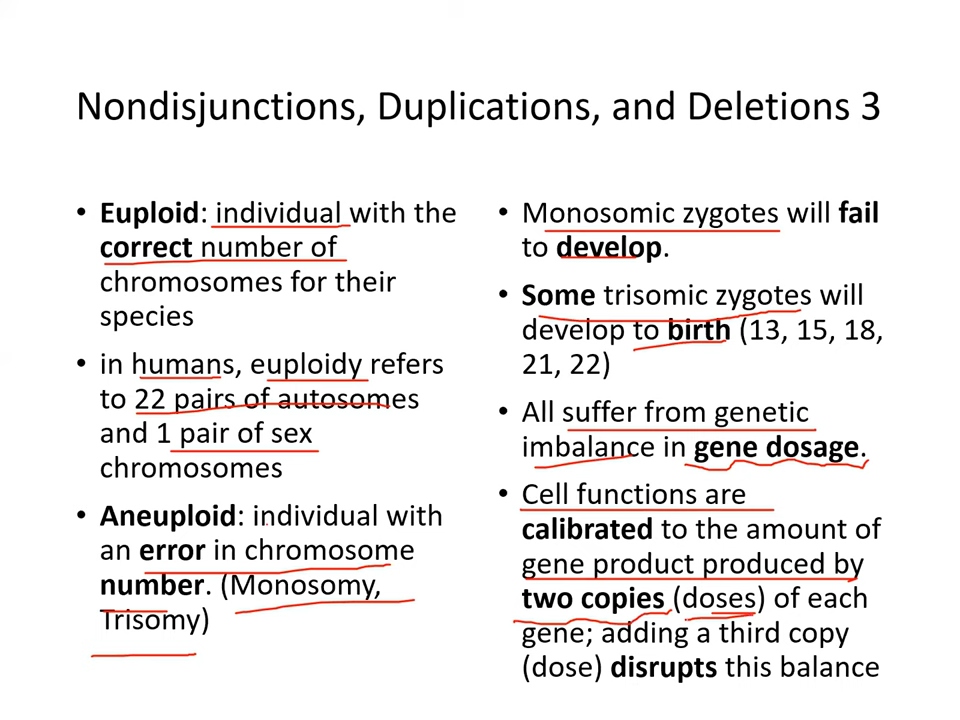 Nondisjunctions, Duplications, and Deletions 3
• Euploid: individual with the
correct number of
chromosomes for their
species
• in humans, euploidy refers
to 22 pairs of autosomes
and 1 pair of sex
chromosomes
• Aneuploid: individual with
an error in chromosome
number. (Monosomy,
Trisomy)
• Monosomic zygotes will fail
to develop.
• Some trisomic zygotes will
develop to birth (13, 15, 18,
21, 22)
• All suffer from genetic
imbalance in gene dosage.
• Cell functions are
calibrated to the amount of
gene product produced by
two copies (doses) of each
gene; adding a third copy
(dose) disrupts this balance